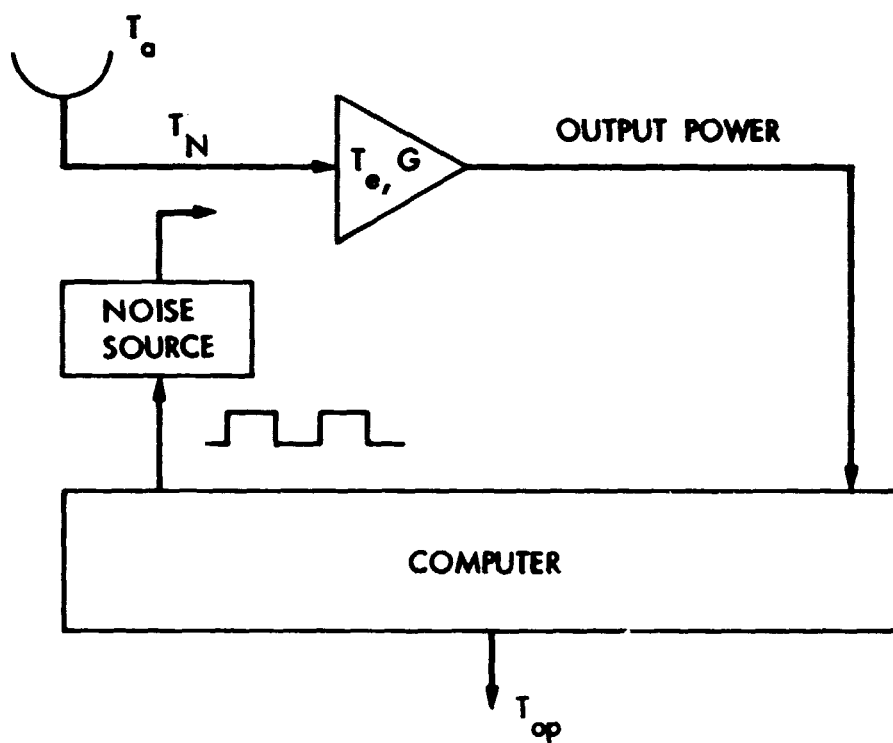 T_a
T_N
T_e, G
OUTPUT POWER
NOISE
SOURCE
COMPUTER
T_op